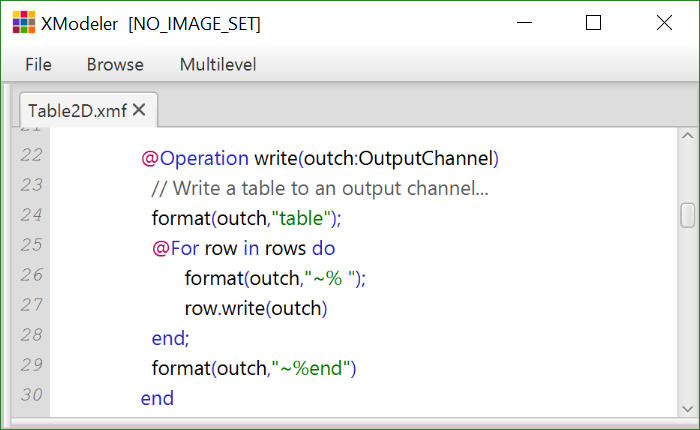 XModeler [NO_IMAGE_SET]
File Browse Multilevel
Table2D.xmf
21
22 @Operation write(outch:OutputChannel)
23 // Write a table to an output channel...
24 format(outch,"table");
25 @For row in rows do
26 format(outch,"~% ");
27 row.write(outch)
28 end;
29 format(outch,"~%end")
30 end